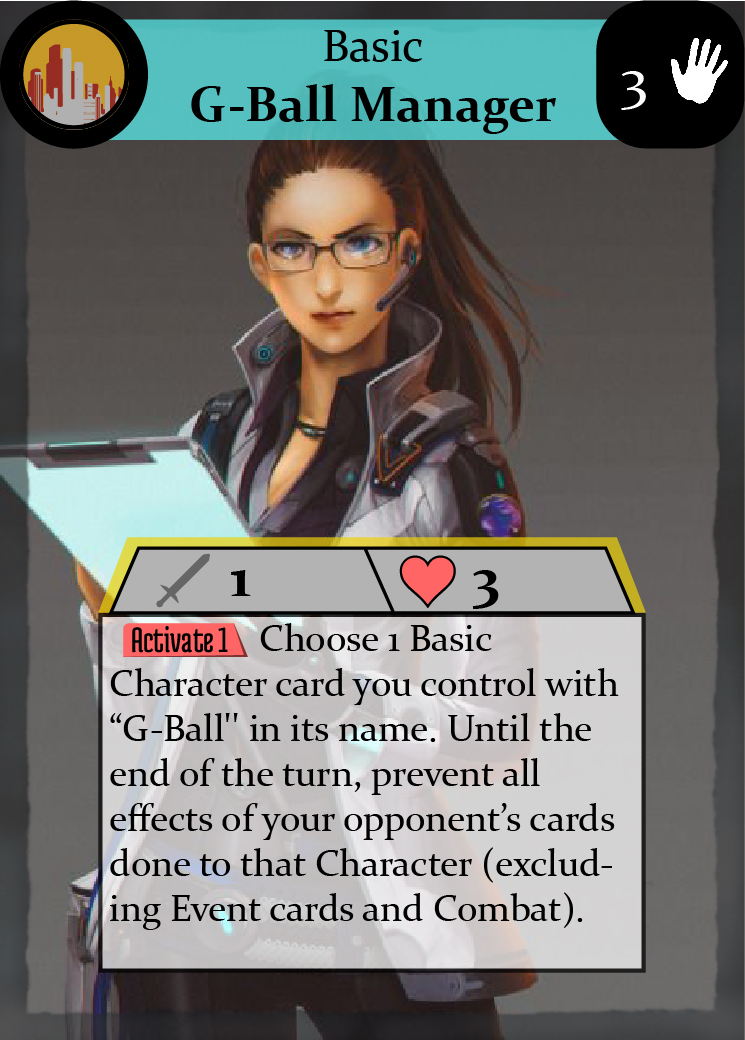 Basic
G-Ball Manager
3
1
3
Activate 1 Choose 1 Basic
Character card you control with
“G-Ball" in its name. Until the
end of the turn, prevent all
effects of your opponent’s cards
done to that Character (exclud-
ing Event cards and Combat).